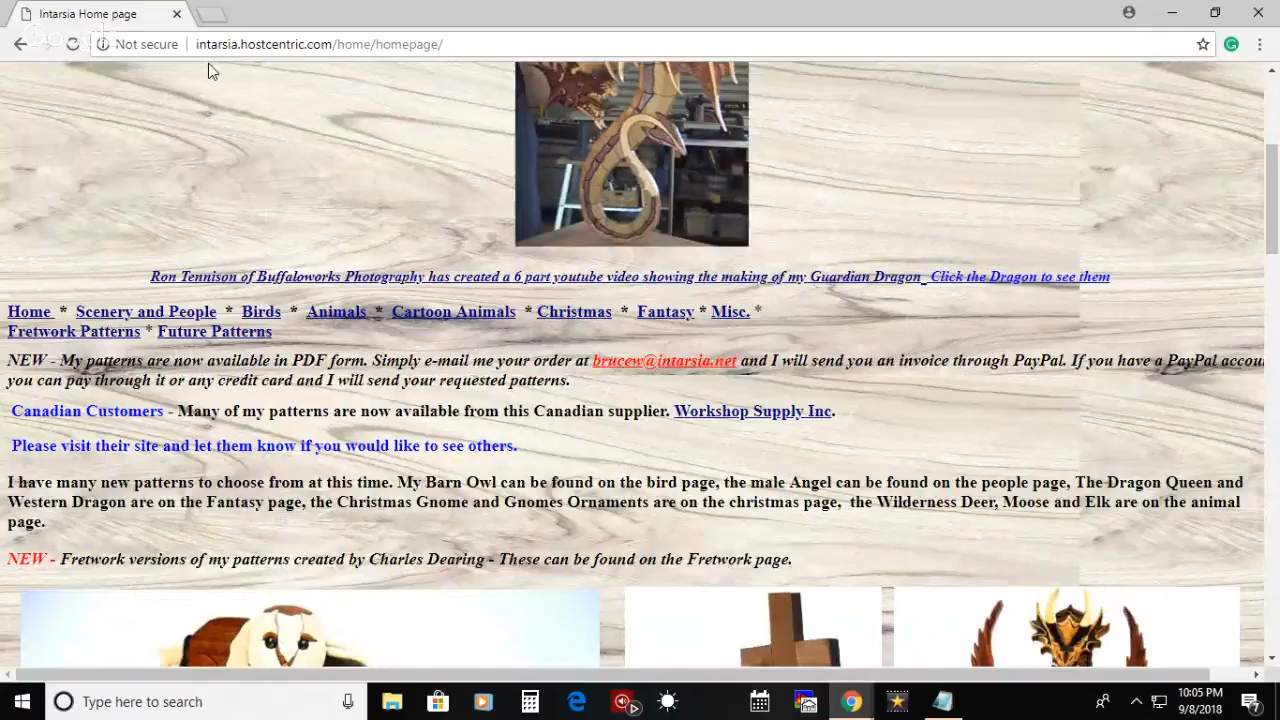 Intarsia Home page
Google
Not secure
intarsia.hostcentric.com/home/homepage/
Ron Tennison of Buffaloworks Photography has created a 6 part youtube video showing the making of my Guardian Dragon Click the Dragon to see them
Home * Scenery and People * Birds * Animals * Cartoon Animals * Christmas * Fantasy * Misc. *
Fretwork Patterns * Future Patterns
NEW - My patterns are now available in PDF form. Simply e-mail me your order at brucew@intarsia.net and I will send you an invoice through PayPal. If you have a PayPal accou
you can pay through it or any credit card and I will send your requested patterns.
Canadian Customers - Many of my patterns are now available from this Canadian supplier. Workshop Supply Inc.
Please visit their site and let them know if you would like to see others.
I have many new patterns to choose from at this time. My Barn Owl can be found on the bird page, the male Angel can be found on the people page, The Dragon Queen and
Western Dragon are on the Fantasy page, the Christmas Gnome and Gnomes Ornaments are on the christmas page, the Wilderness Deer, Moose and Elk are on the animal
page.
NEW - Fretwork versions of my patterns created by Charles Dearing - These can be found on the Fretwork page.
Type here to search
10:05 PM
9/8/2018
7